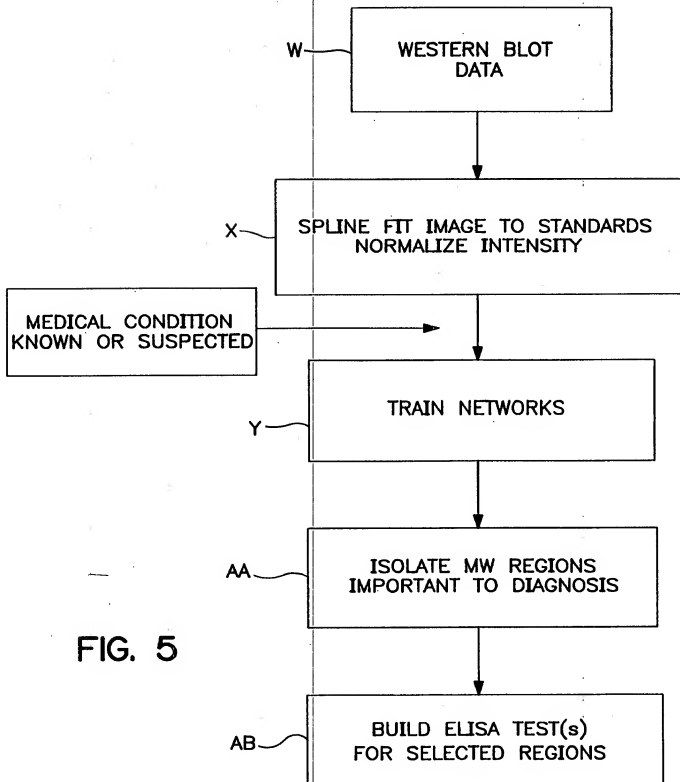 W
WESTERN BLOT
DATA
X
SPLINE FIT IMAGE TO STANDARDS
NORMALIZE INTENSITY
MEDICAL CONDITION
KNOWN OR SUSPECTED
Y
TRAIN NETWORKS
AA
ISOLATE MW REGIONS
IMPORTANT TO DIAGNOSIS
FIG. 5
AB
BUILD ELISA TEST(s)
FOR SELECTED REGIONS